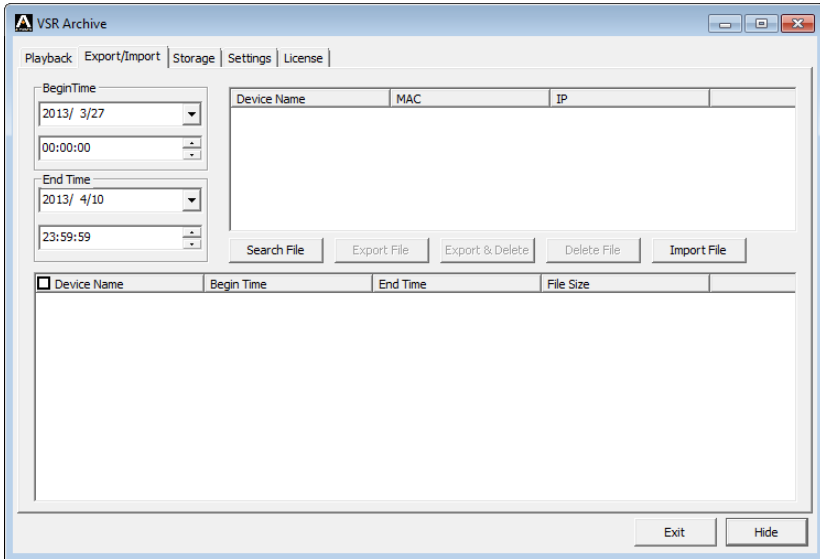 VSR Archive
Playback Export/Import Storage Settings License
BeginTime
2013/ 3/27
00:00:00
End Time
2013/ 4/10
23:59:59
Device Name MAC IP
Search File Export File Export & Delete Delete File Import File
Device Name Begin Time End Time File Size
Exit Hide